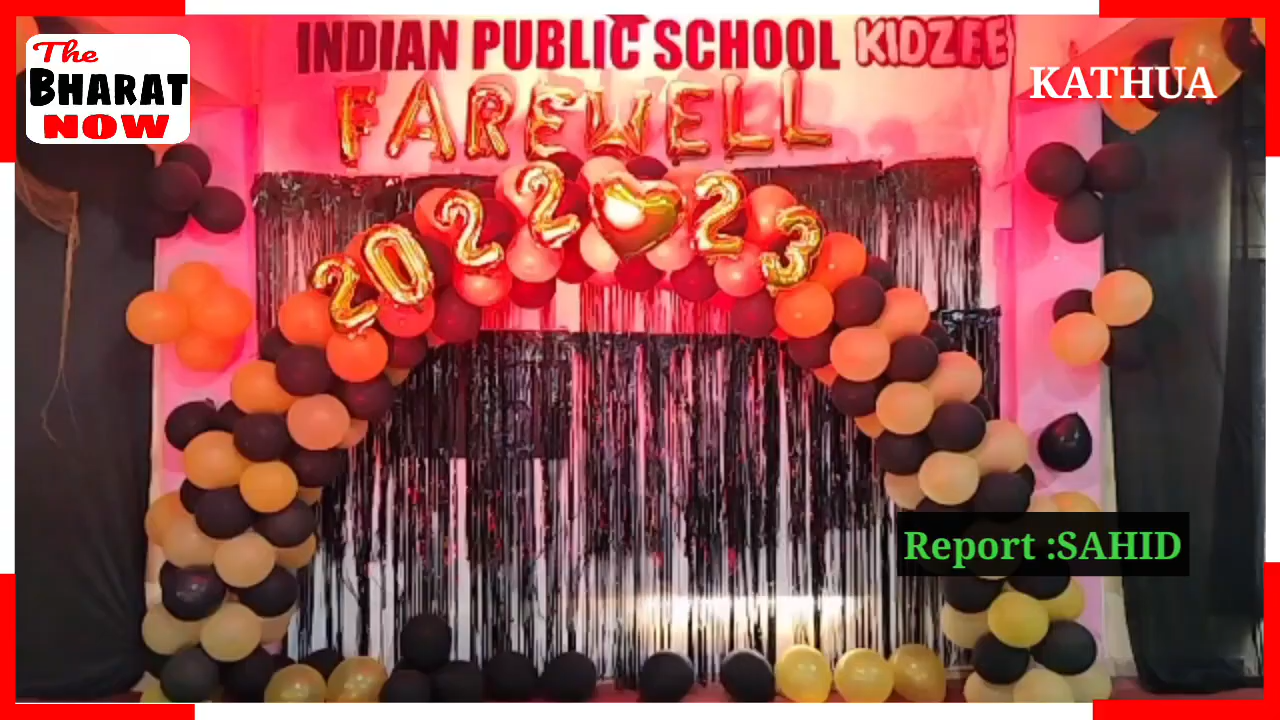 The
BHARAT
NOW
INDIAN PUBLIC SCHOOL KIDZEE
KATHUA
FAREWELL
2022 23
Report :SAHID